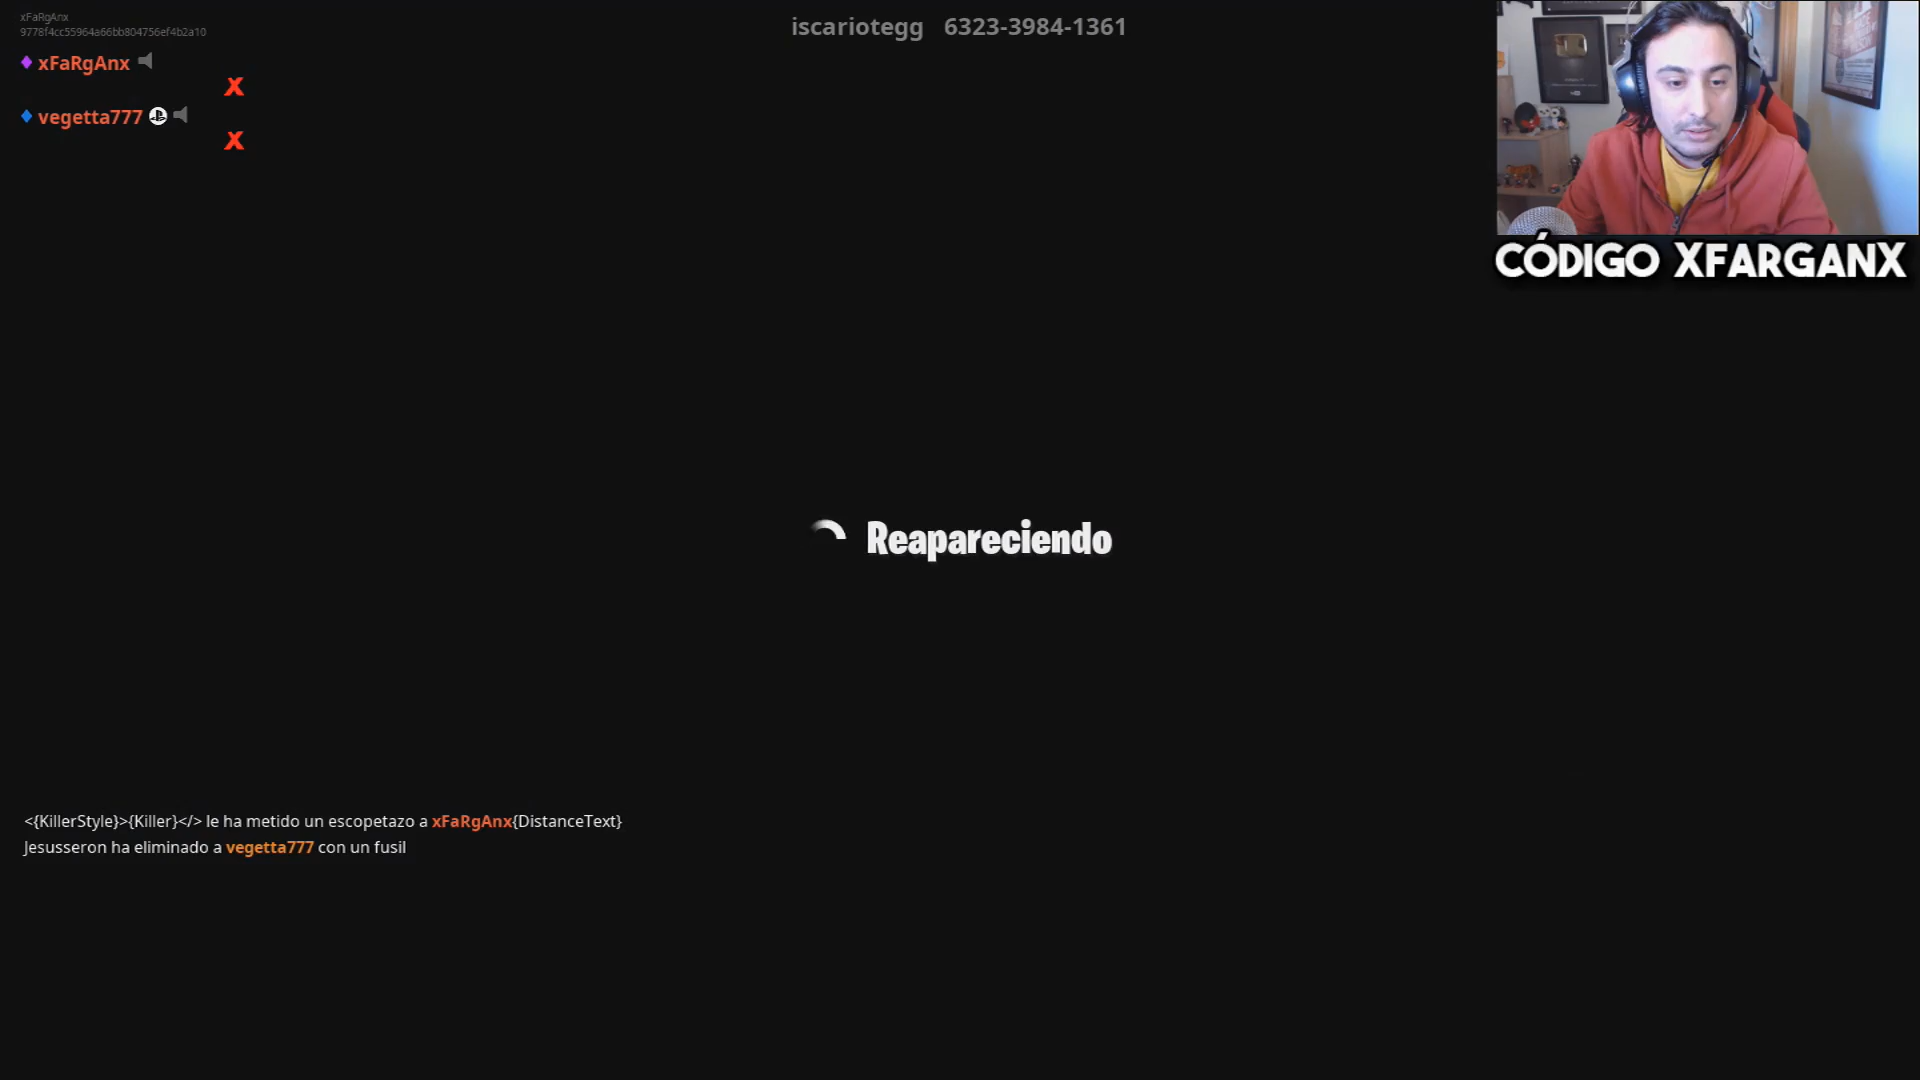 xFaRgAnx
9778f4cc55964a66bb804756ef4b2a10
iscariotegg 6323-3984-1361
xFaRgAnx
X
vegetta777
X
CÓDIGO XFARGANX
Reapareciendo
<{KillerStyle}>{Killer}</> le ha metido un escopetazo a xFaRgAnx{DistanceText}
Jesusseron ha eliminado a vegetta777 con un fusil